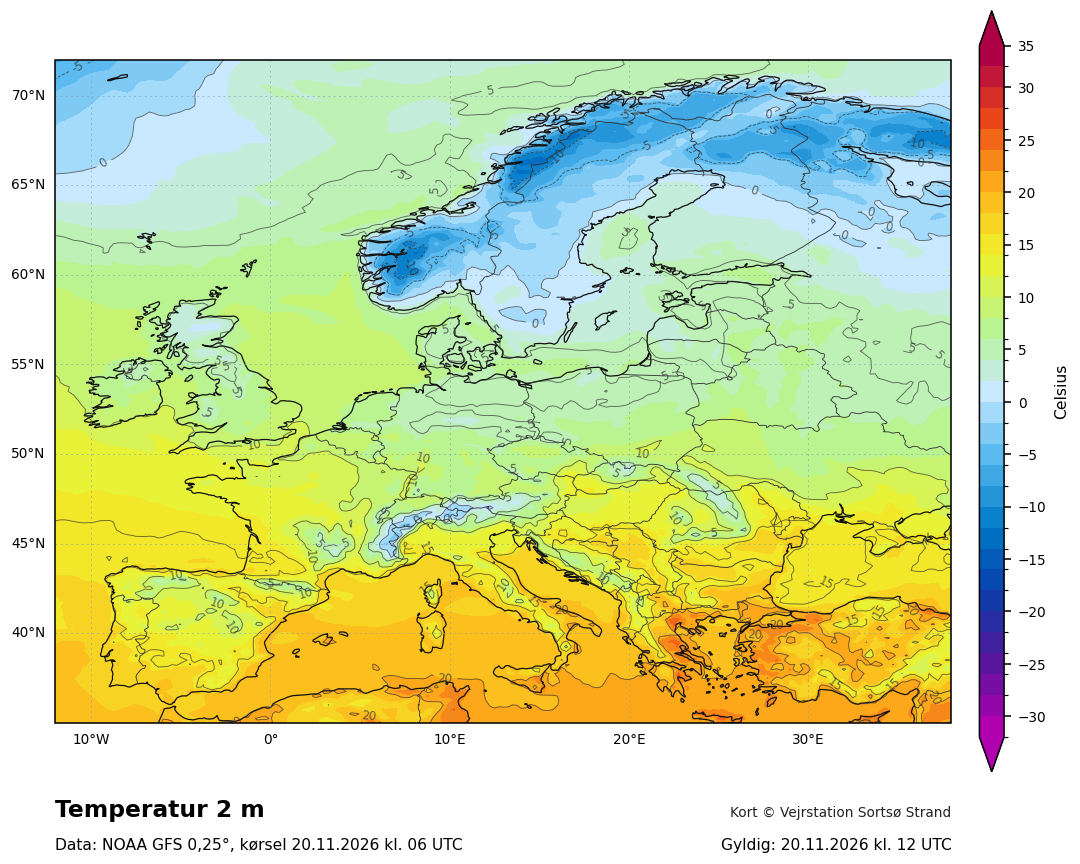 70°N
65°N
60°N
55°N
50°N
45°N
40°N
10°W
0°
10°E
20°E
30°E
35
30
25
20
15
10
5
0
−5
−10
−15
−20
−25
−30
Celsius
Temperatur 2 m
Kort © Vejrstation Sortsø Strand
Data: NOAA GFS 0,25°, kørsel 20.11.2026 kl. 06 UTC
Gyldig: 20.11.2026 kl. 12 UTC